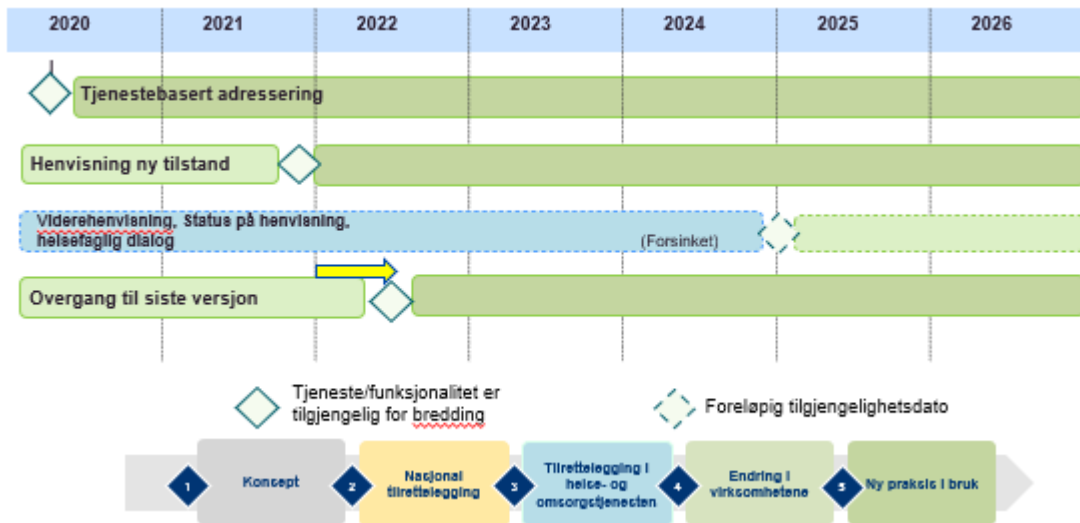 2020 2021 2022 2023 2024 2025 2026
Tjenestebasert adressering
Henvisning ny tilstand
Viderehenvisning, Status på henvisning,
helsefaglig dialog
(Forsinket)
Overgang til siste versjon
Tjeneste/funksjonalitet er
tilgjengelig for bredding
Foreløpig tilgjengelighetsdato
1 Konsept
2 Nasjonal
tilrettelegging
3 Tilrettelegging i
helse- og
omsorgstjenesten
4 Endring i
virksomhetene
5 Ny praksis i bruk